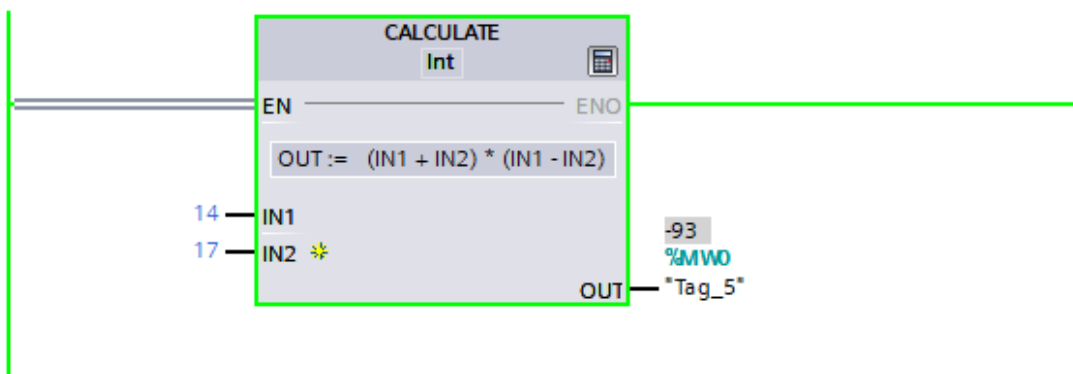 CALCULATE
Int
EN ENO
OUT := (IN1 + IN2) * (IN1 - IN2)
14 IN1
17 IN2
-93
%MW0
OUT "Tag_5"